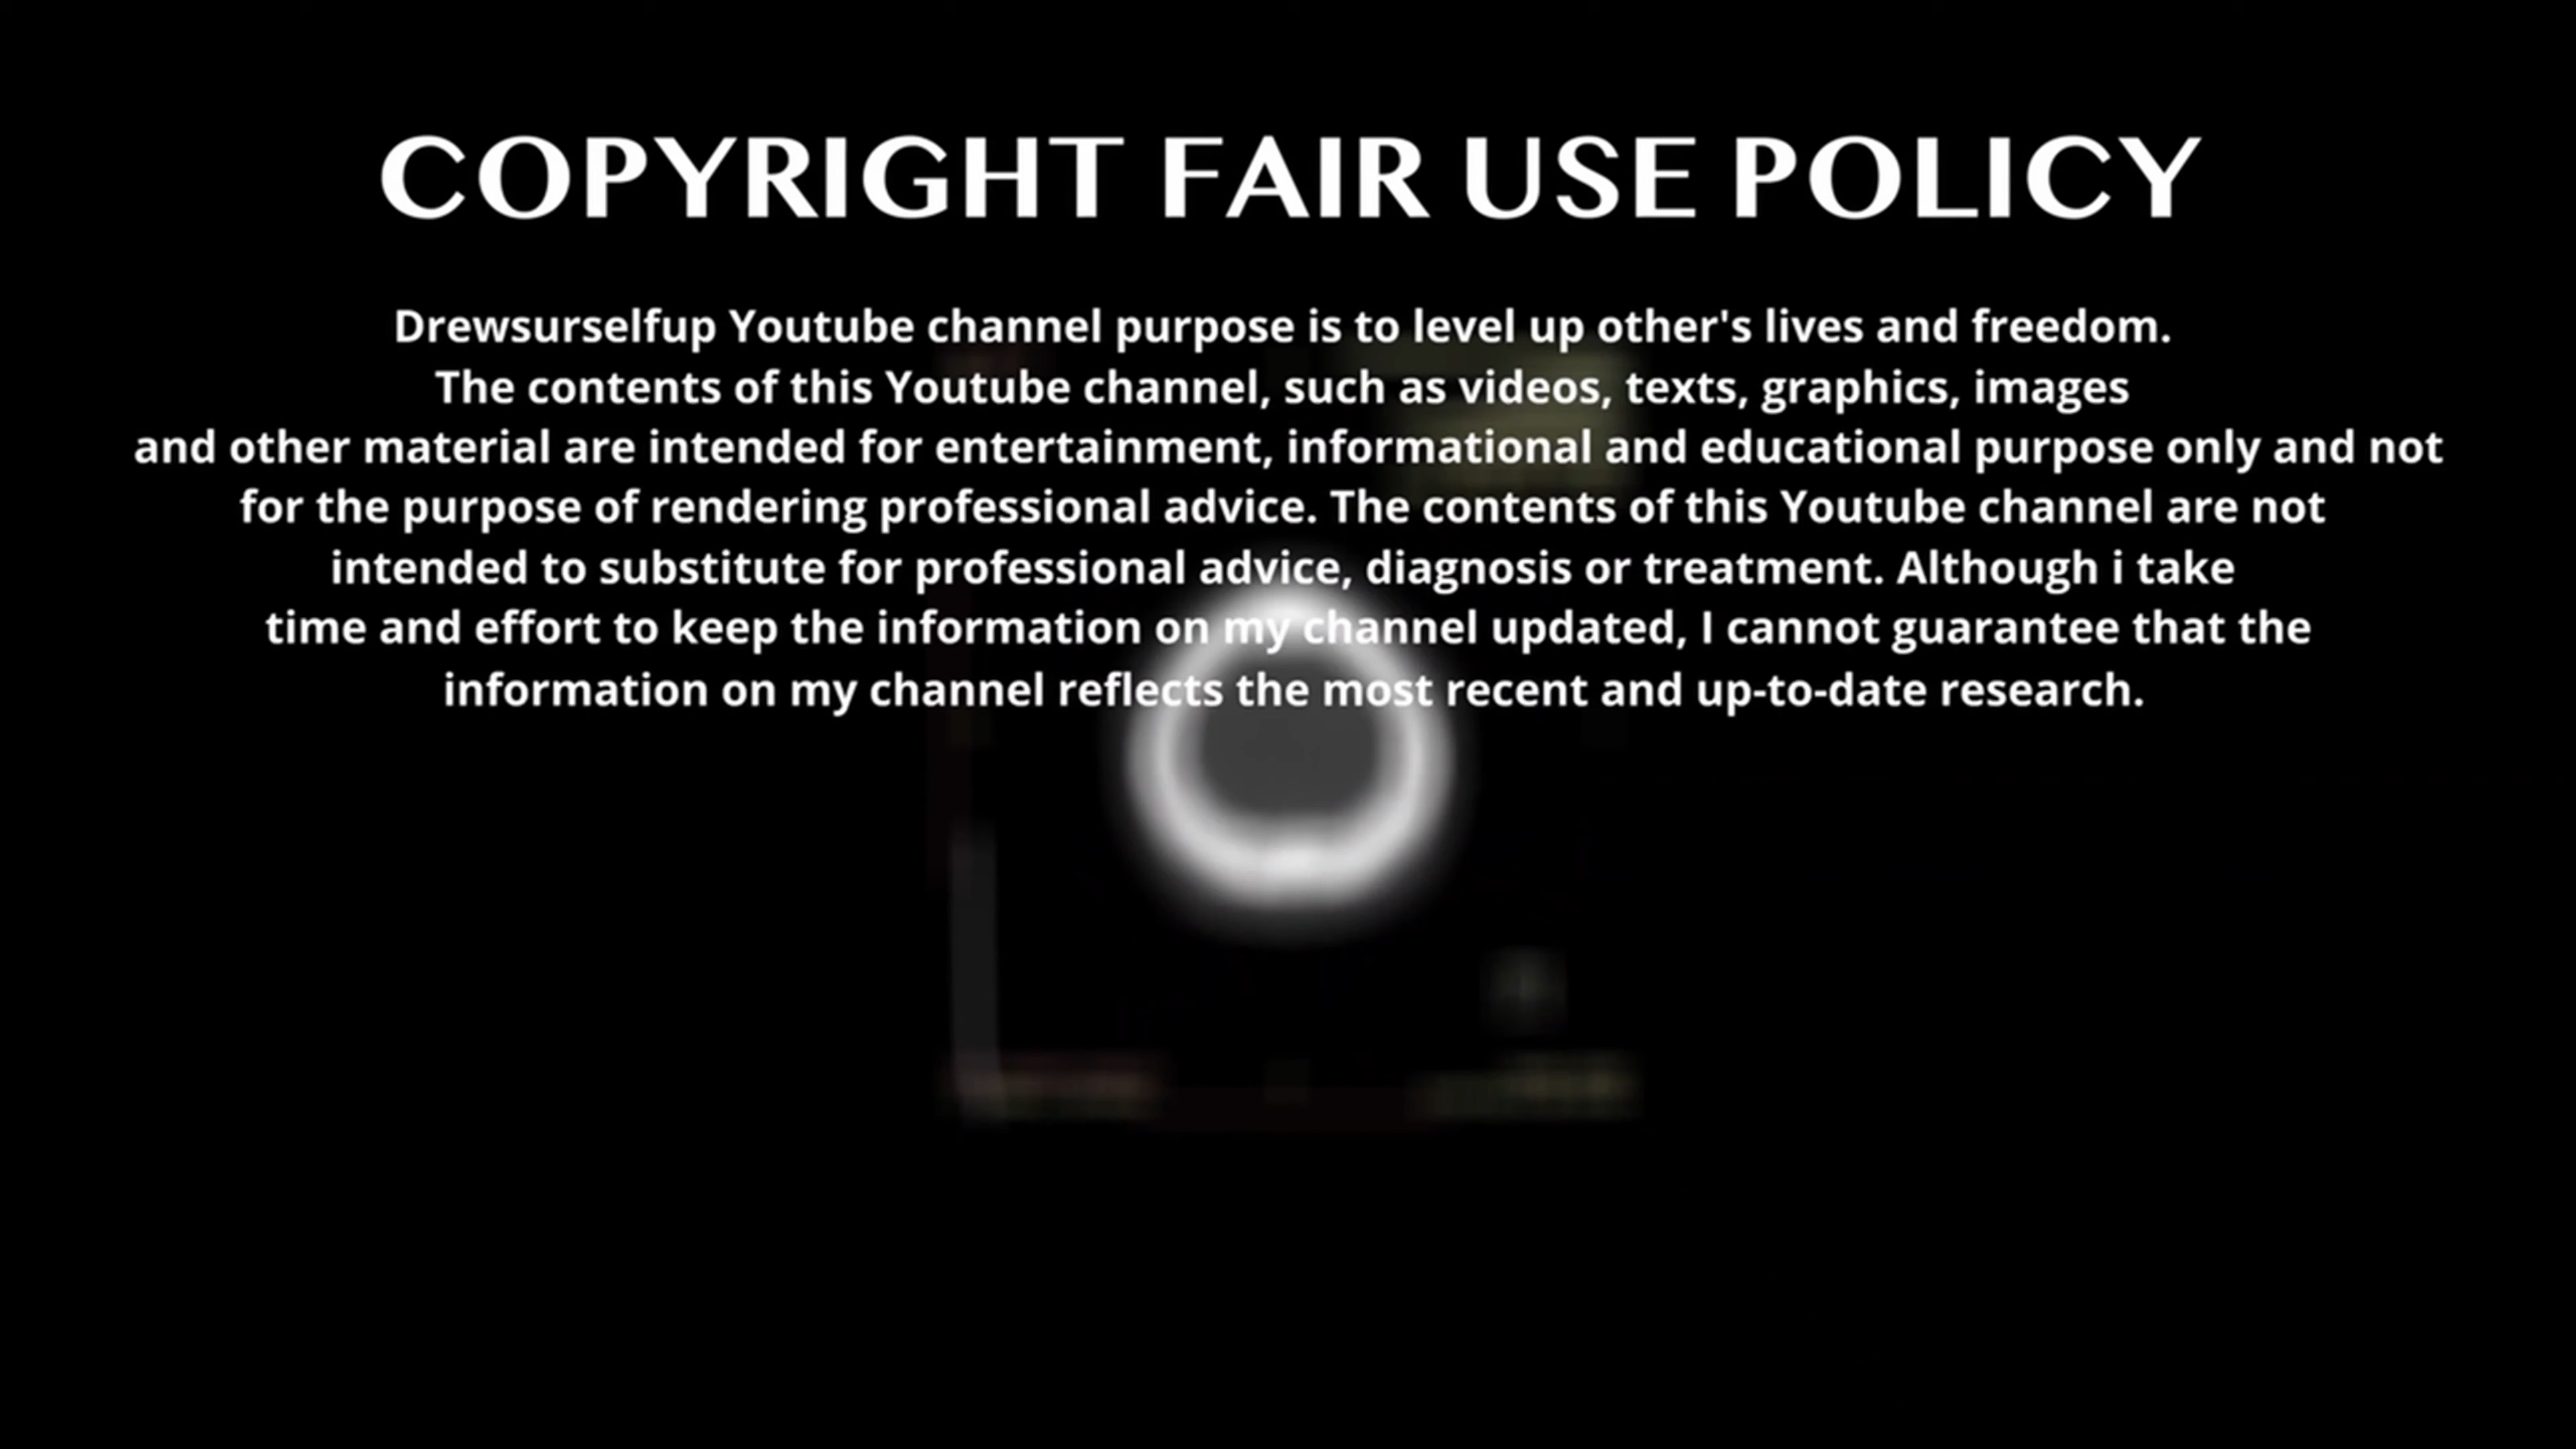 COPYRIGHT FAIR USE POLICY
Drewsurselfup Youtube channel purpose is to level up other's lives and freedom.
The contents of this Youtube channel, such as videos, texts, graphics, images
and other material are intended for entertainment, informational and educational purpose only and not
for the purpose of rendering professional advice. The contents of this Youtube channel are not
intended to substitute for professional advice, diagnosis or treatment. Although i take
time and effort to keep the information on my channel updated, I cannot guarantee that the
information on my channel reflects the most recent and up-to-date research.